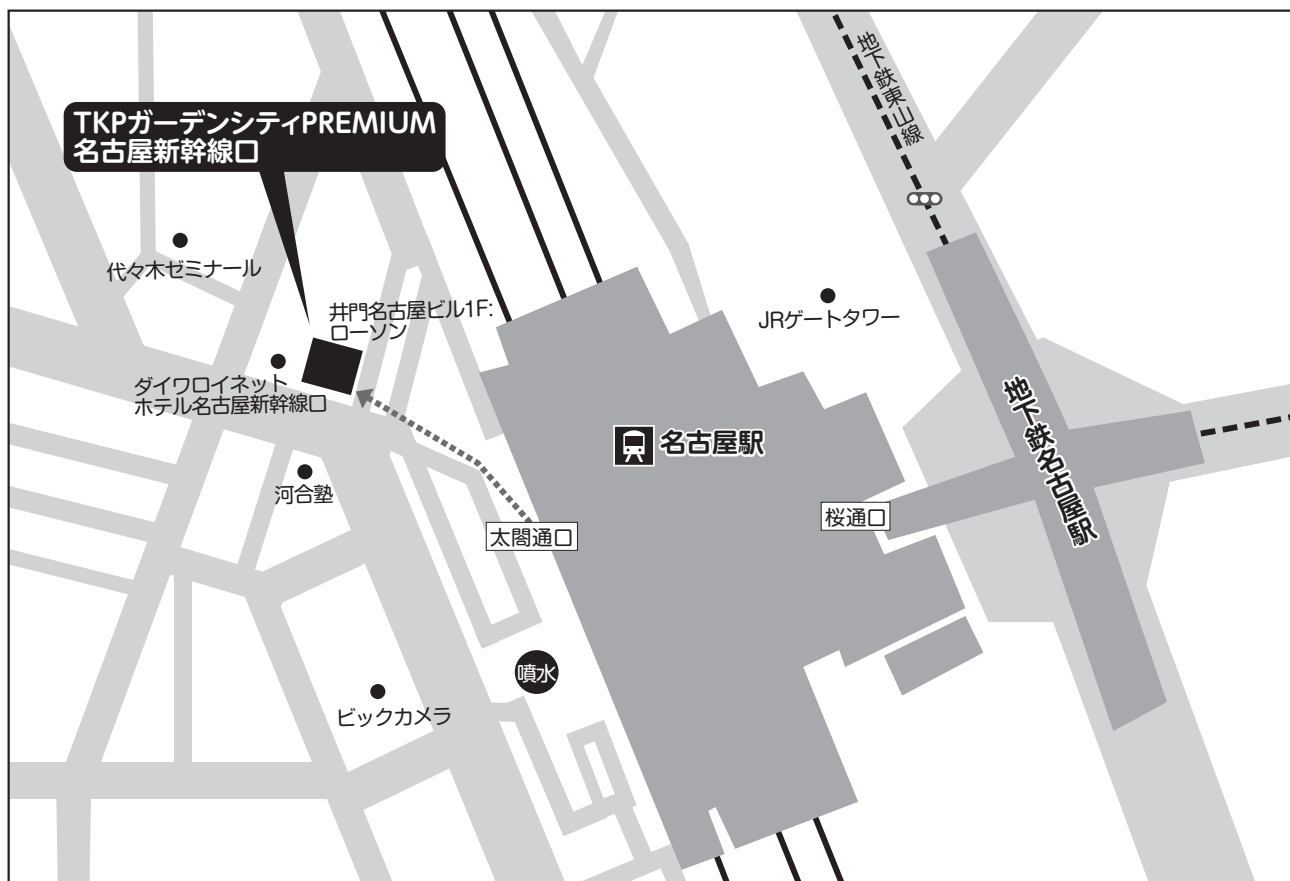 地下鉄東山線
TKPガーデンシティPREMIUM
名古屋新幹線口
代々木ゼミナール
井門名古屋ビル1F:
ローソン
JRゲートタワー
ダイワロイネット
ホテル名古屋新幹線口
地下鉄名古屋駅
名古屋駅
河合塾
桜通口
太閤通口
噴水
ビックカメラ